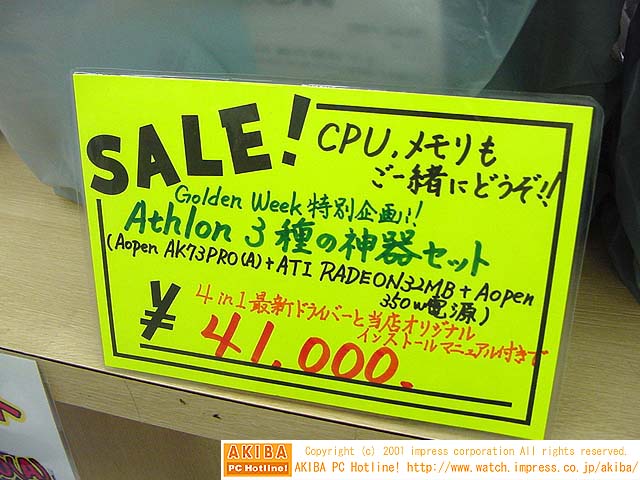 SALE!
CPU,メモリも
ご一緒にどうぞ!!
Golden Week 特別企画!!
Athlon 3種の神器セット
(Aopen AK73PRO(A)+ATI RADEON32MB+Aopen
350w電源)
4in1最新ドライバーと当店オリジナル
インストールマニュアル付きで
¥41,000.
AKIBA
PC Hotline!
Copyright (c) 2001 impress corporation All rights reserved.
AKIBA PC Hotline! http://www.watch.impress.co.jp/akiba/